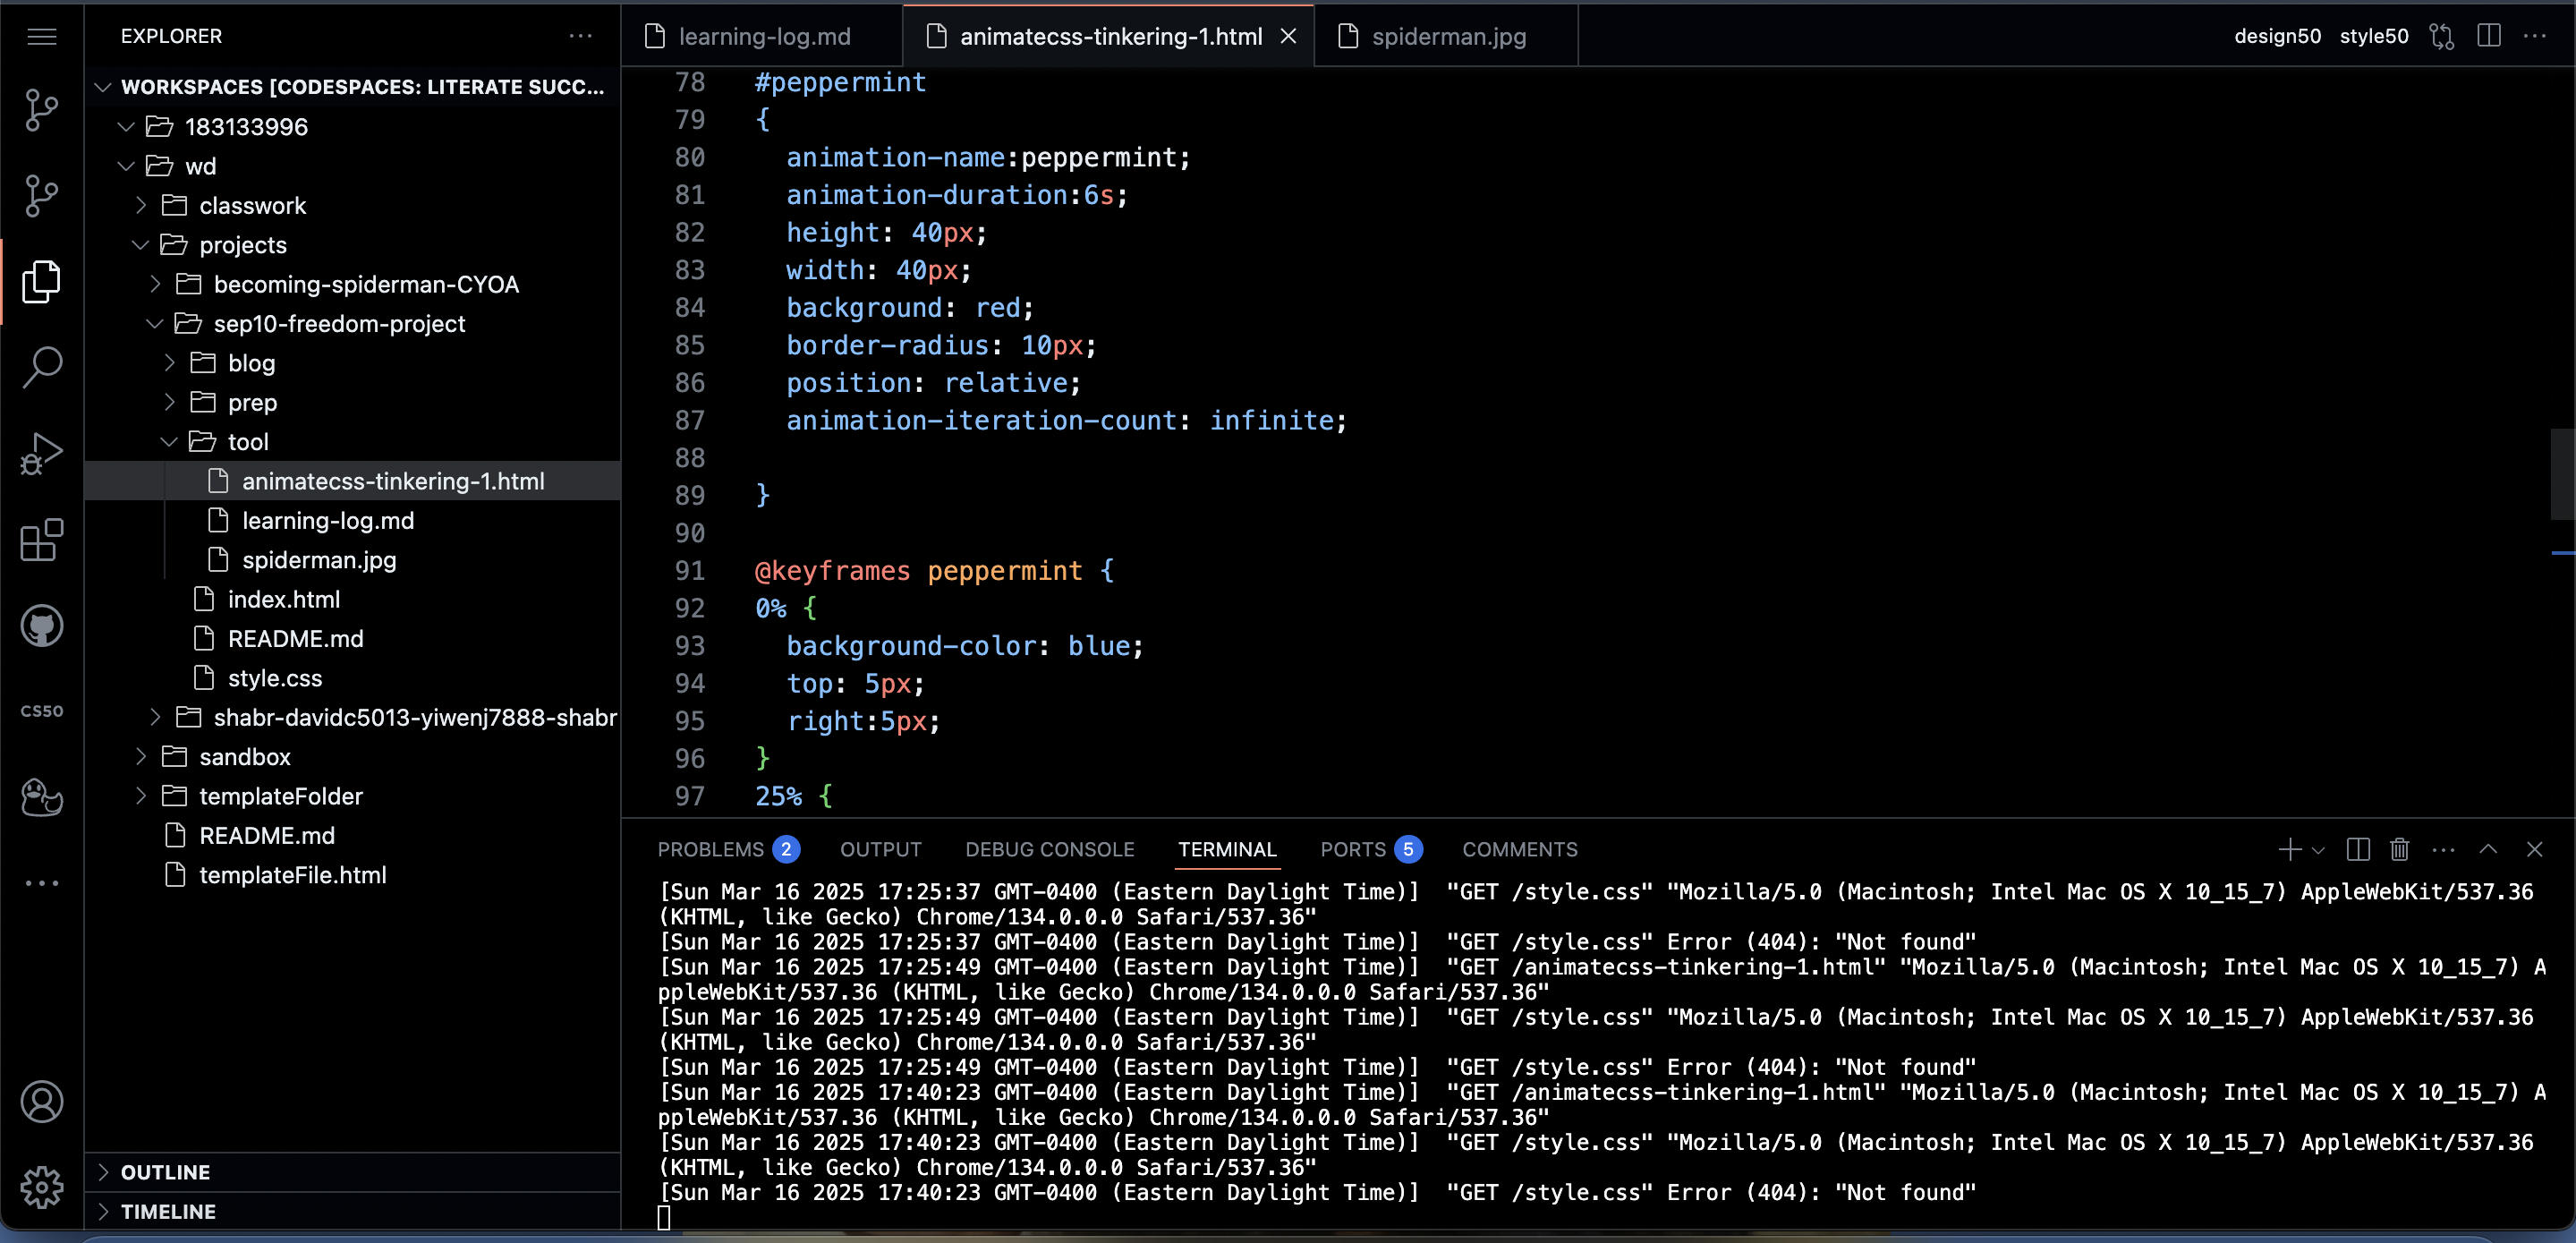 EXPLORER
WORKSPACES [CODESPACES: LITERATE SUCC...
183133996
wd
classwork
projects
becoming-spiderman-CYOA
sep10-freedom-project
blog
prep
tool
animatecss-tinkering-1.html
learning-log.md
spiderman.jpg
index.html
README.md
style.css
shabr-davidc5013-yiwenj7888-shabr
sandbox
templateFolder
README.md
templateFile.html
OUTLINE
TIMELINE
CS50
learning-log.md
animatecss-tinkering-1.html
spiderman.jpg
design50 style50
78 #peppermint
79 {
80 animation-name:peppermint;
81 animation-duration:6s;
82 height: 40px;
83 width: 40px;
84 background: red;
85 border-radius: 10px;
86 position: relative;
87 animation-iteration-count: infinite;
88
89 }
90
91 @keyframes peppermint {
92 0% {
93 background-color: blue;
94 top: 5px;
95 right:5px;
96 }
97 25% {
PROBLEMS 2 OUTPUT DEBUG CONSOLE TERMINAL PORTS 5 COMMENTS
[Sun Mar 16 2025 17:25:37 GMT-0400 (Eastern Daylight Time)]  "GET /style.css" "Mozilla/5.0 (Macintosh; Intel Mac OS X 10_15_7) AppleWebKit/537.36
(KHTML, like Gecko) Chrome/134.0.0.0 Safari/537.36"
[Sun Mar 16 2025 17:25:37 GMT-0400 (Eastern Daylight Time)]  "GET /style.css" Error (404): "Not found"
[Sun Mar 16 2025 17:25:49 GMT-0400 (Eastern Daylight Time)]  "GET /animatecss-tinkering-1.html" "Mozilla/5.0 (Macintosh; Intel Mac OS X 10_15_7) A
ppleWebKit/537.36 (KHTML, like Gecko) Chrome/134.0.0.0 Safari/537.36"
[Sun Mar 16 2025 17:25:49 GMT-0400 (Eastern Daylight Time)]  "GET /style.css" "Mozilla/5.0 (Macintosh; Intel Mac OS X 10_15_7) AppleWebKit/537.36
(KHTML, like Gecko) Chrome/134.0.0.0 Safari/537.36"
[Sun Mar 16 2025 17:25:49 GMT-0400 (Eastern Daylight Time)]  "GET /style.css" Error (404): "Not found"
[Sun Mar 16 2025 17:40:23 GMT-0400 (Eastern Daylight Time)]  "GET /animatecss-tinkering-1.html" "Mozilla/5.0 (Macintosh; Intel Mac OS X 10_15_7) A
ppleWebKit/537.36 (KHTML, like Gecko) Chrome/134.0.0.0 Safari/537.36"
[Sun Mar 16 2025 17:40:23 GMT-0400 (Eastern Daylight Time)]  "GET /style.css" "Mozilla/5.0 (Macintosh; Intel Mac OS X 10_15_7) AppleWebKit/537.36
(KHTML, like Gecko) Chrome/134.0.0.0 Safari/537.36"
[Sun Mar 16 2025 17:40:23 GMT-0400 (Eastern Daylight Time)]  "GET /style.css" Error (404): "Not found"